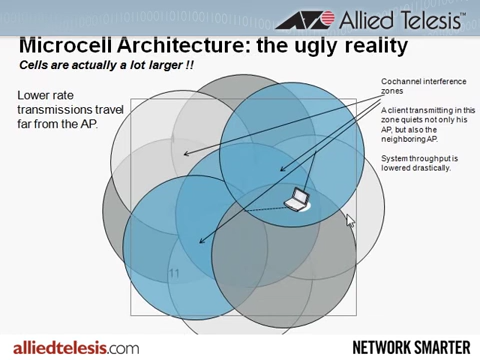 Allied Telesis™
Microcell Architecture: the ugly reality
Cells are actually a lot larger !!
Lower rate
transmissions travel
far from the AP.
Cochannel interference
zones
A client transmitting in this
zone quiets not only his
AP, but also the
neighboring AP.
System throughput is
lowered drastically.
11
alliedtelesis.com
NETWORK SMARTER